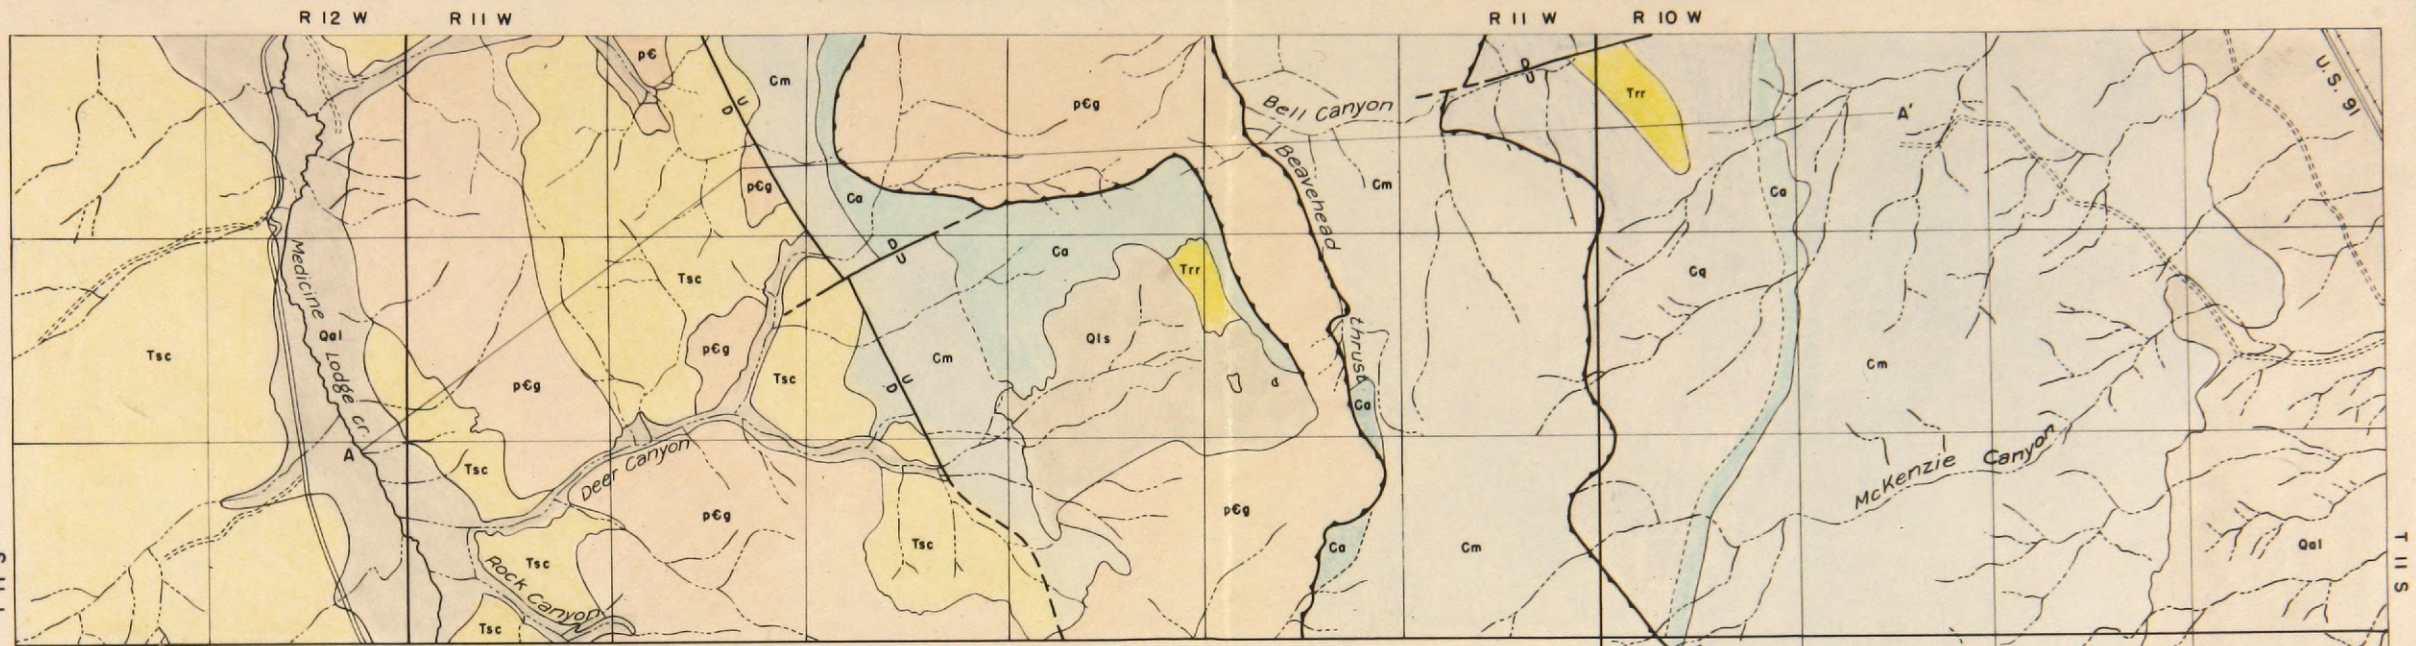 R 12 W
R 11 W
R 11 W
R 10 W
p€
Cm
p€g
Bell Canyon
D
U
Trr
A'
U.S. 91
D
U
p€g
Ca
Beavehead
thrust
Cm
Ca
D
U
Medicine
Lodge cr.
Tsc
Ca
Trr
Cq
Qal
Tsc
p€g
p€g
Tsc
Cm
Qls
D
U
Ca
Cm
A
Tsc
Deer Canyon
McKenzie Canyon
p€g
p€g
Tsc
Ca
Cm
Qal
T 11 S
Tsc
Rock Canyon
Tsc